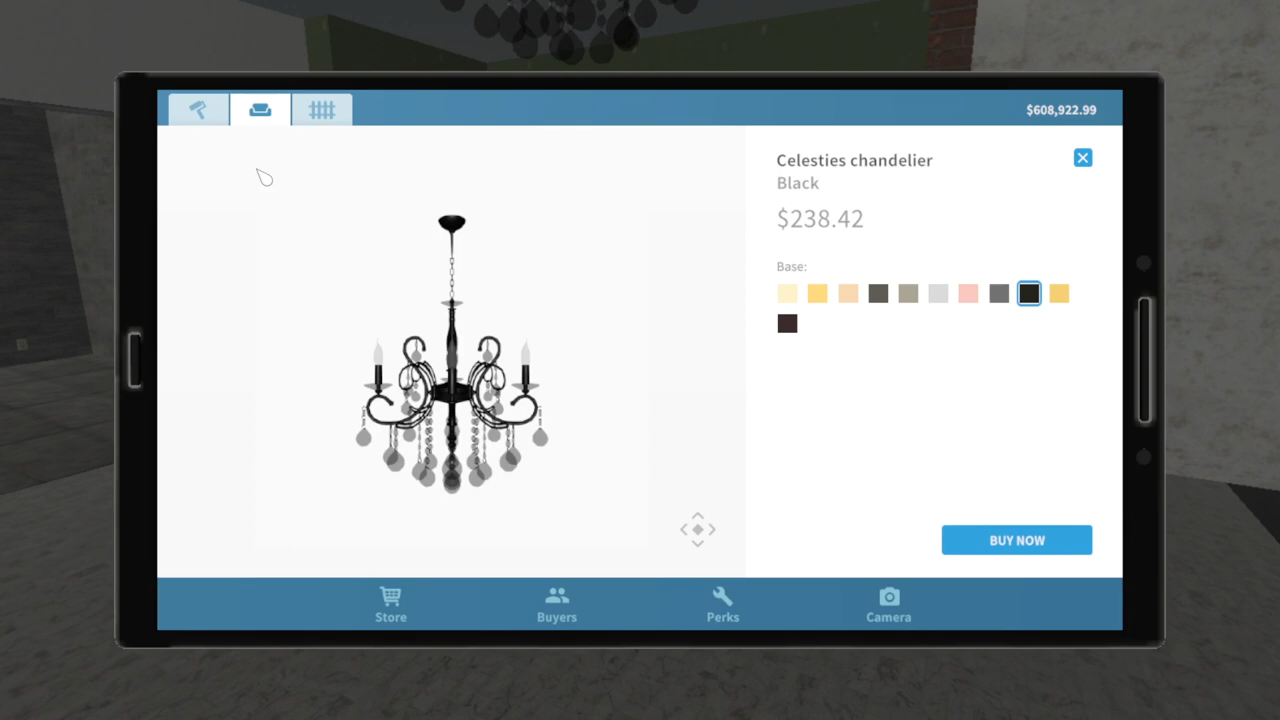 $608,922.99
Celesties chandelier
Black
$238.42
Base:
BUY NOW
Store
Buyers
Perks
Camera